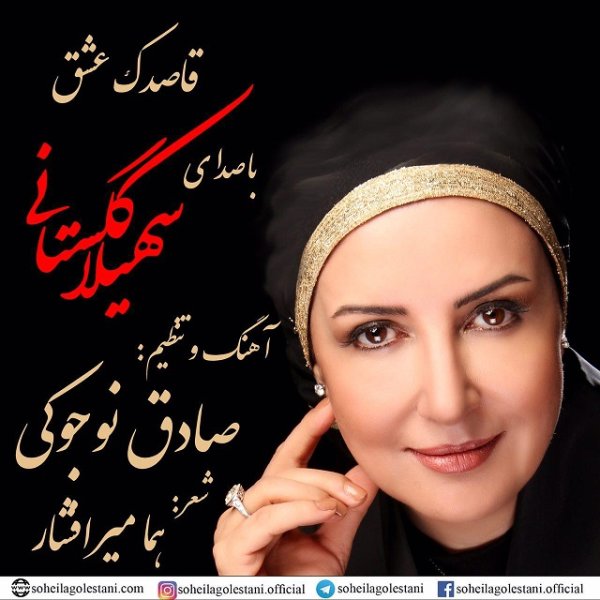 قاصدک عشق
با صدای
سهیلا گلستانی
آهنگ و تنظیم:
صادق نوجوکی
شعر:
هما میرافشار
www.soheilagolestani.com soheilagolestani.official soheilagolestani soheilagolestani.official